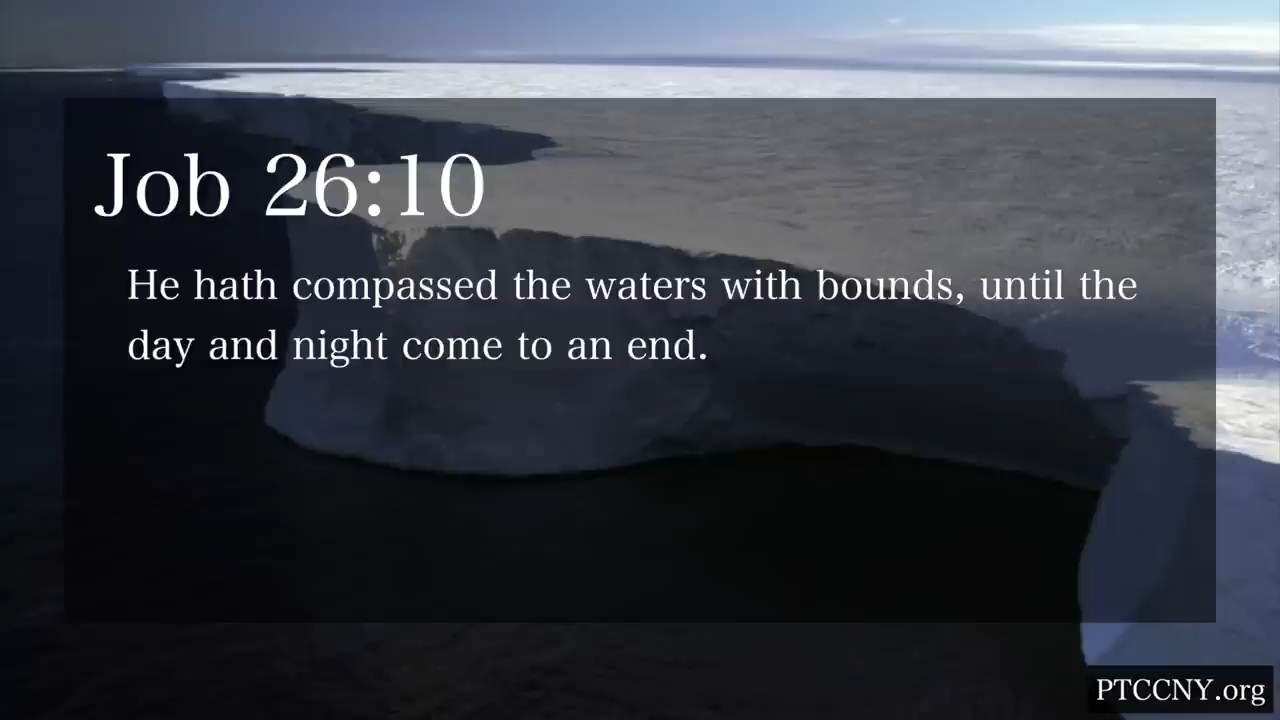 Job 26:10
He hath compassed the waters with bounds, until the
day and night come to an end.
PTCCNY.org